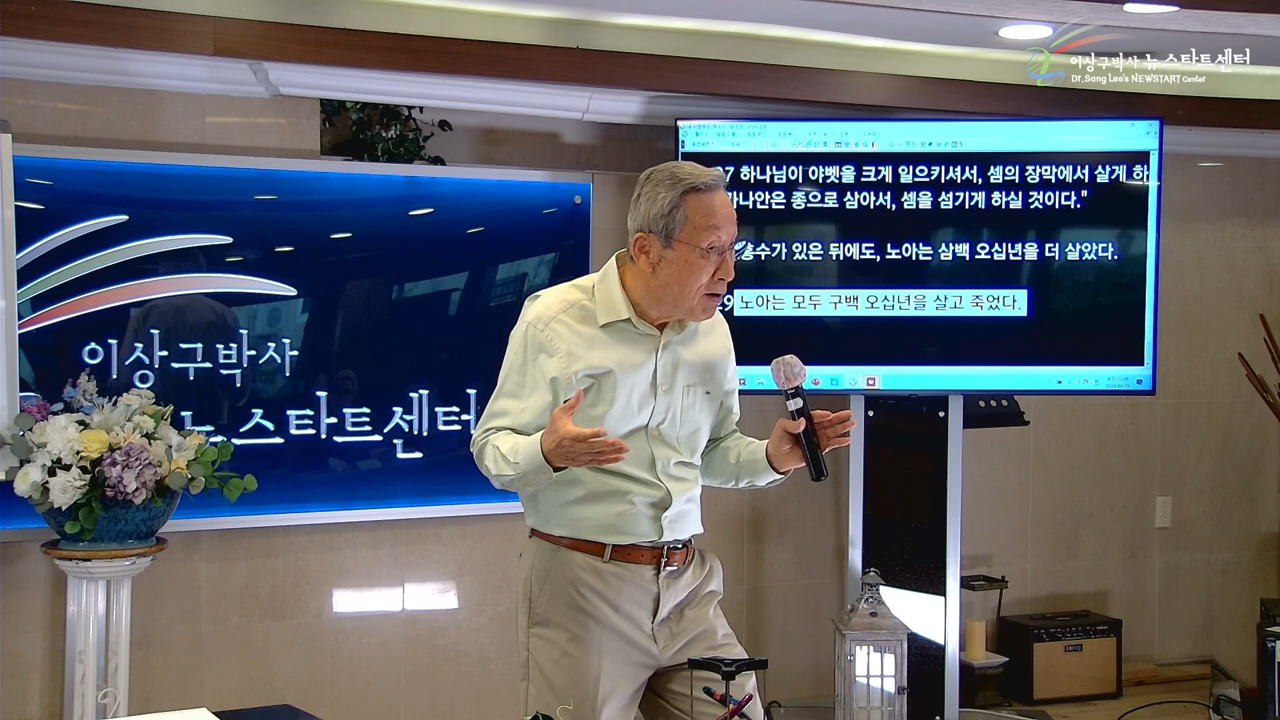 이상구박사 뉴스타트센터
Dr. Sang Lee's NEWSTART Center
하나님이 야벳을 크게 일으키셔서, 셈의 장막에서 살게 하
가나안은 종으로 삼아서, 셈을 섬기게 하실 것이다."
홍수가 있은 뒤에도, 노아는 삼백 오십년을 더 살았다.
노아는 모두 구백 오십년을 살고 죽었다.
이상구박사
뉴스타트센터